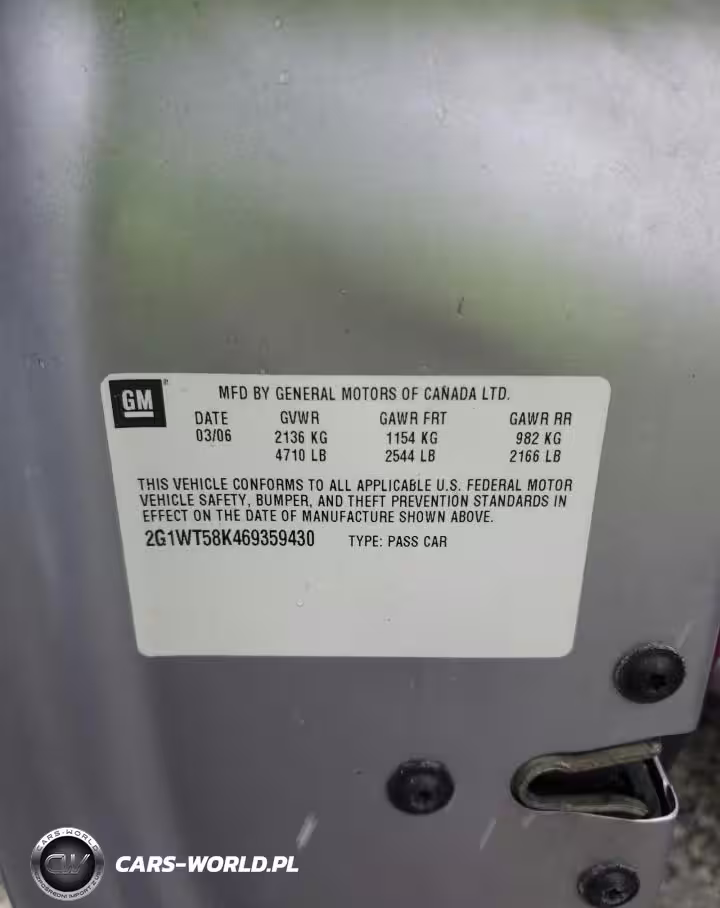 GM
MFD BY GENERAL MOTORS OF CANADA LTD.
DATE GVWR GAWR FRT GAWR RR
03/06 2136 KG 1154 KG 982 KG
4710 LB 2544 LB 2166 LB
THIS VEHICLE CONFORMS TO ALL APPLICABLE U.S. FEDERAL MOTOR
VEHICLE SAFETY, BUMPER, AND THEFT PREVENTION STANDARDS IN
EFFECT ON THE DATE OF MANUFACTURE SHOWN ABOVE.
2G1WT58K469359430 TYPE: PASS CAR
CARS-WORLD
CW
CARS-WORLD.PL